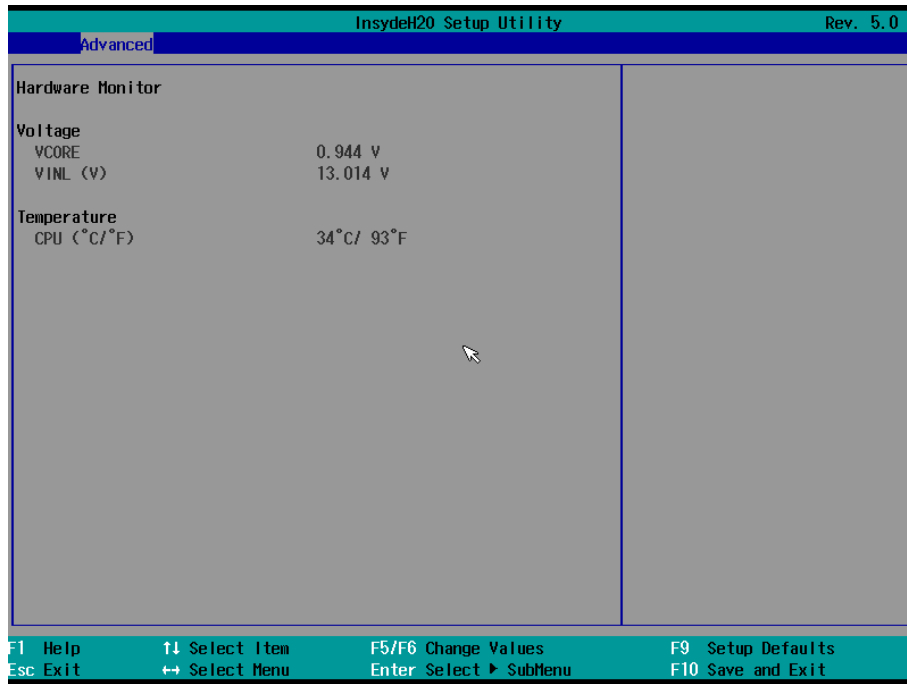 InsydeH2O Setup Utility Rev. 5.0
Advanced
Hardware Monitor
Voltage
VCORE 0.944 V
VINL (V) 13.014 V
Temperature
CPU (°C/°F) 34°C/ 93°F
F1 Help ↑↓ Select Item F5/F6 Change Values F9 Setup Defaults
Esc Exit ↔ Select Menu Enter Select ▶ SubMenu F10 Save and Exit